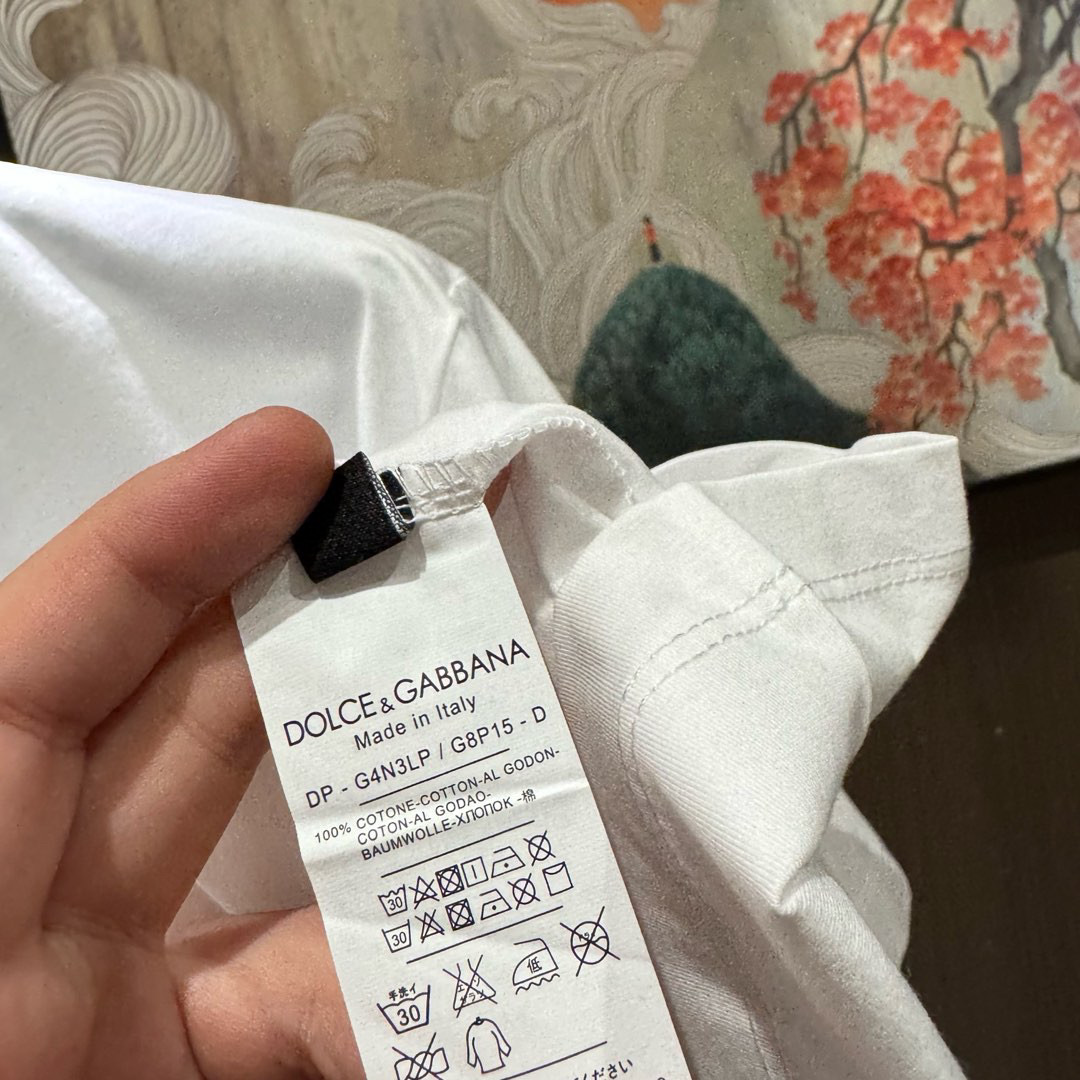 DOLCE&GABBANA
Made in Italy
DP - G4N3LP / G8P15 - D
100% COTONE-COTTON-AL GODON-
COTON-AL GODAO-
BAUMWOLLE-ХЛОПОК -棉
30
30
手洗イ
30
低
ください